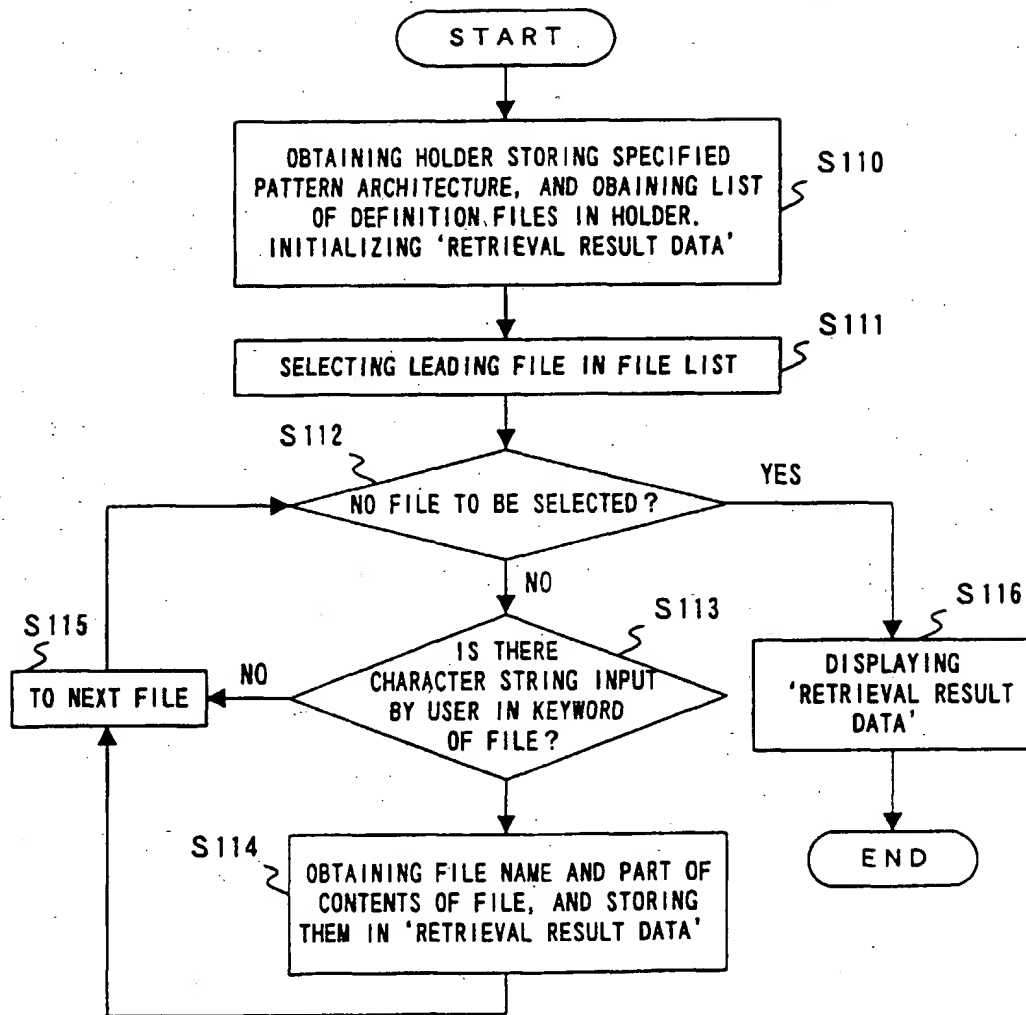 START
OBTAINING HOLDER STORING SPECIFIED
PATTERN ARCHITECTURE, AND OBAINING LIST
OF DEFINITION FILES IN HOLDER.
INITIALIZING 'RETRIEVAL RESULT DATA'
S110
SELECTING LEADING FILE IN FILE LIST
S111
S112
NO FILE TO BE SELECTED?
YES
NO
S113
S116
S115
TO NEXT FILE
NO
IS THERE
CHARACTER STRING INPUT
BY USER IN KEYWORD
OF FILE?
DISPLAYING
'RETRIEVAL RESULT
DATA'
S114
OBTAINING FILE NAME AND PART OF
CONTENTS OF FILE, AND STORING
THEM IN 'RETRIEVAL RESULT DATA'
END